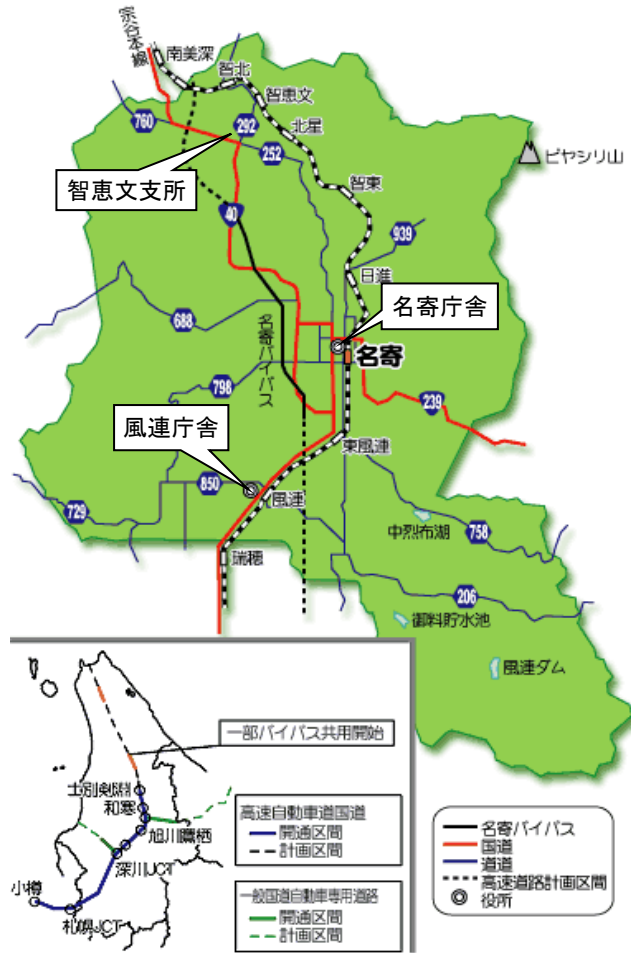 宗谷本線
南美深
智北
智恵文
北星
760
292
252
ピヤシリ山
智恵文支所
智東
40
939
日進
名寄庁舎
688
名寄バイパス
名寄
798
239
風連庁舎
東風連
850
風連
729
中烈布湖
758
瑞穂
206
御料貯水池
風連ダム
一部バイパス共用開始
士別剣淵
和寒
旭川鷹栖
深川JCT
小樽
札幌JCT
高速自動車道国道
開通区間
計画区間
一般国道自動車専用道路
開通区間
計画区間
名寄バイパス
国道
道道
高速道路計画区間
役所